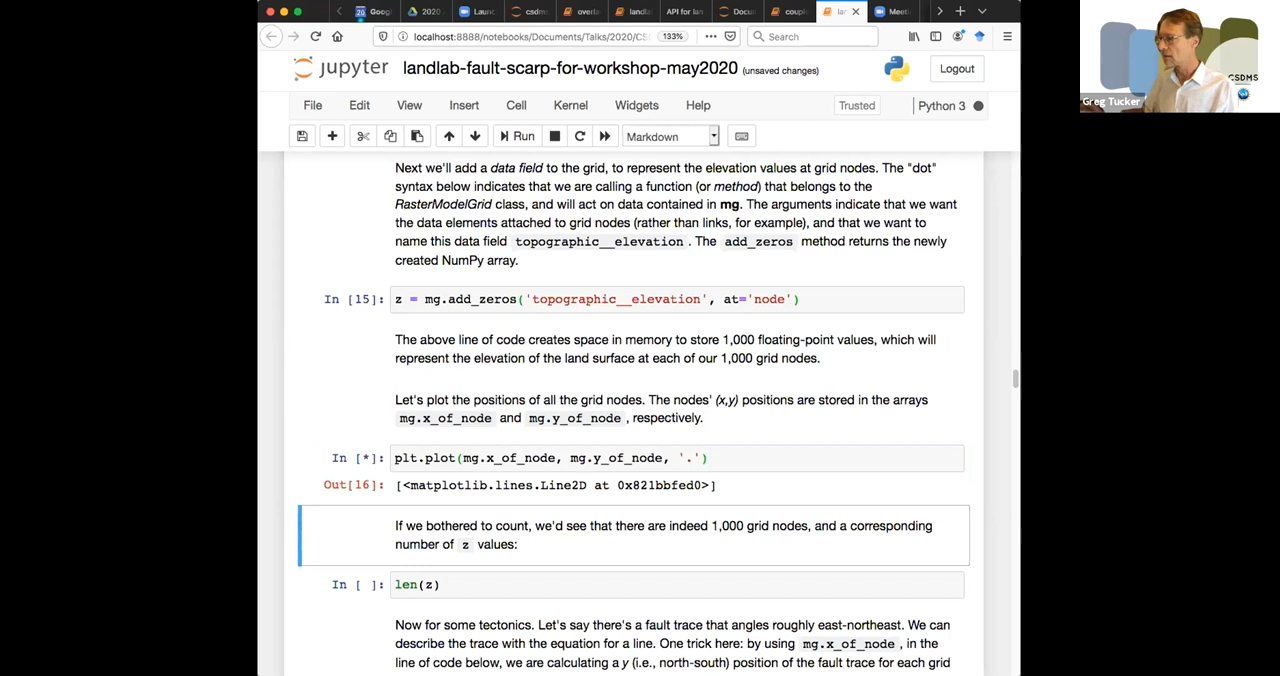 Goog
2020
Laun
csdm
overla
landla
API for lan
Docu
coupl
lan
Meeti
localhost:8888/notebooks/Documents/Talks/2020/CS
133%
Search
jupyter
landlab-fault-scarp-for-workshop-may2020 (unsaved changes)
Logout
File
Edit
View
Insert
Cell
Kernel
Widgets
Help
Trusted
Python 3
Run
Markdown
Next we'll add a data field to the grid, to represent the elevation values at grid nodes. The "dot"
syntax below indicates that we are calling a function (or method) that belongs to the
RasterModelGrid class, and will act on data contained in mg. The arguments indicate that we want
the data elements attached to grid nodes (rather than links, for example), and that we want to
name this data field topographic__elevation. The add_zeros method returns the newly
created NumPy array.
In [15]: z = mg.add_zeros('topographic__elevation', at='node')
The above line of code creates space in memory to store 1,000 floating-point values, which will
represent the elevation of the land surface at each of our 1,000 grid nodes.
Let's plot the positions of all the grid nodes. The nodes' (x,y) positions are stored in the arrays
mg.x_of_node and mg.y_of_node, respectively.
In [*]: plt.plot(mg.x_of_node, mg.y_of_node, '.')
Out[16]: [<matplotlib.lines.Line2D at 0x821bbfed0>]
If we bothered to count, we'd see that there are indeed 1,000 grid nodes, and a corresponding
number of z values:
In [ ]: len(z)
Now for some tectonics. Let's say there's a fault trace that angles roughly east-northeast. We can
describe the trace with the equation for a line. One trick here: by using mg.x_of_node, in the
line of code below, we are calculating a y (i.e., north-south) position of the fault trace for each grid
CSDMS
Greg Tucker